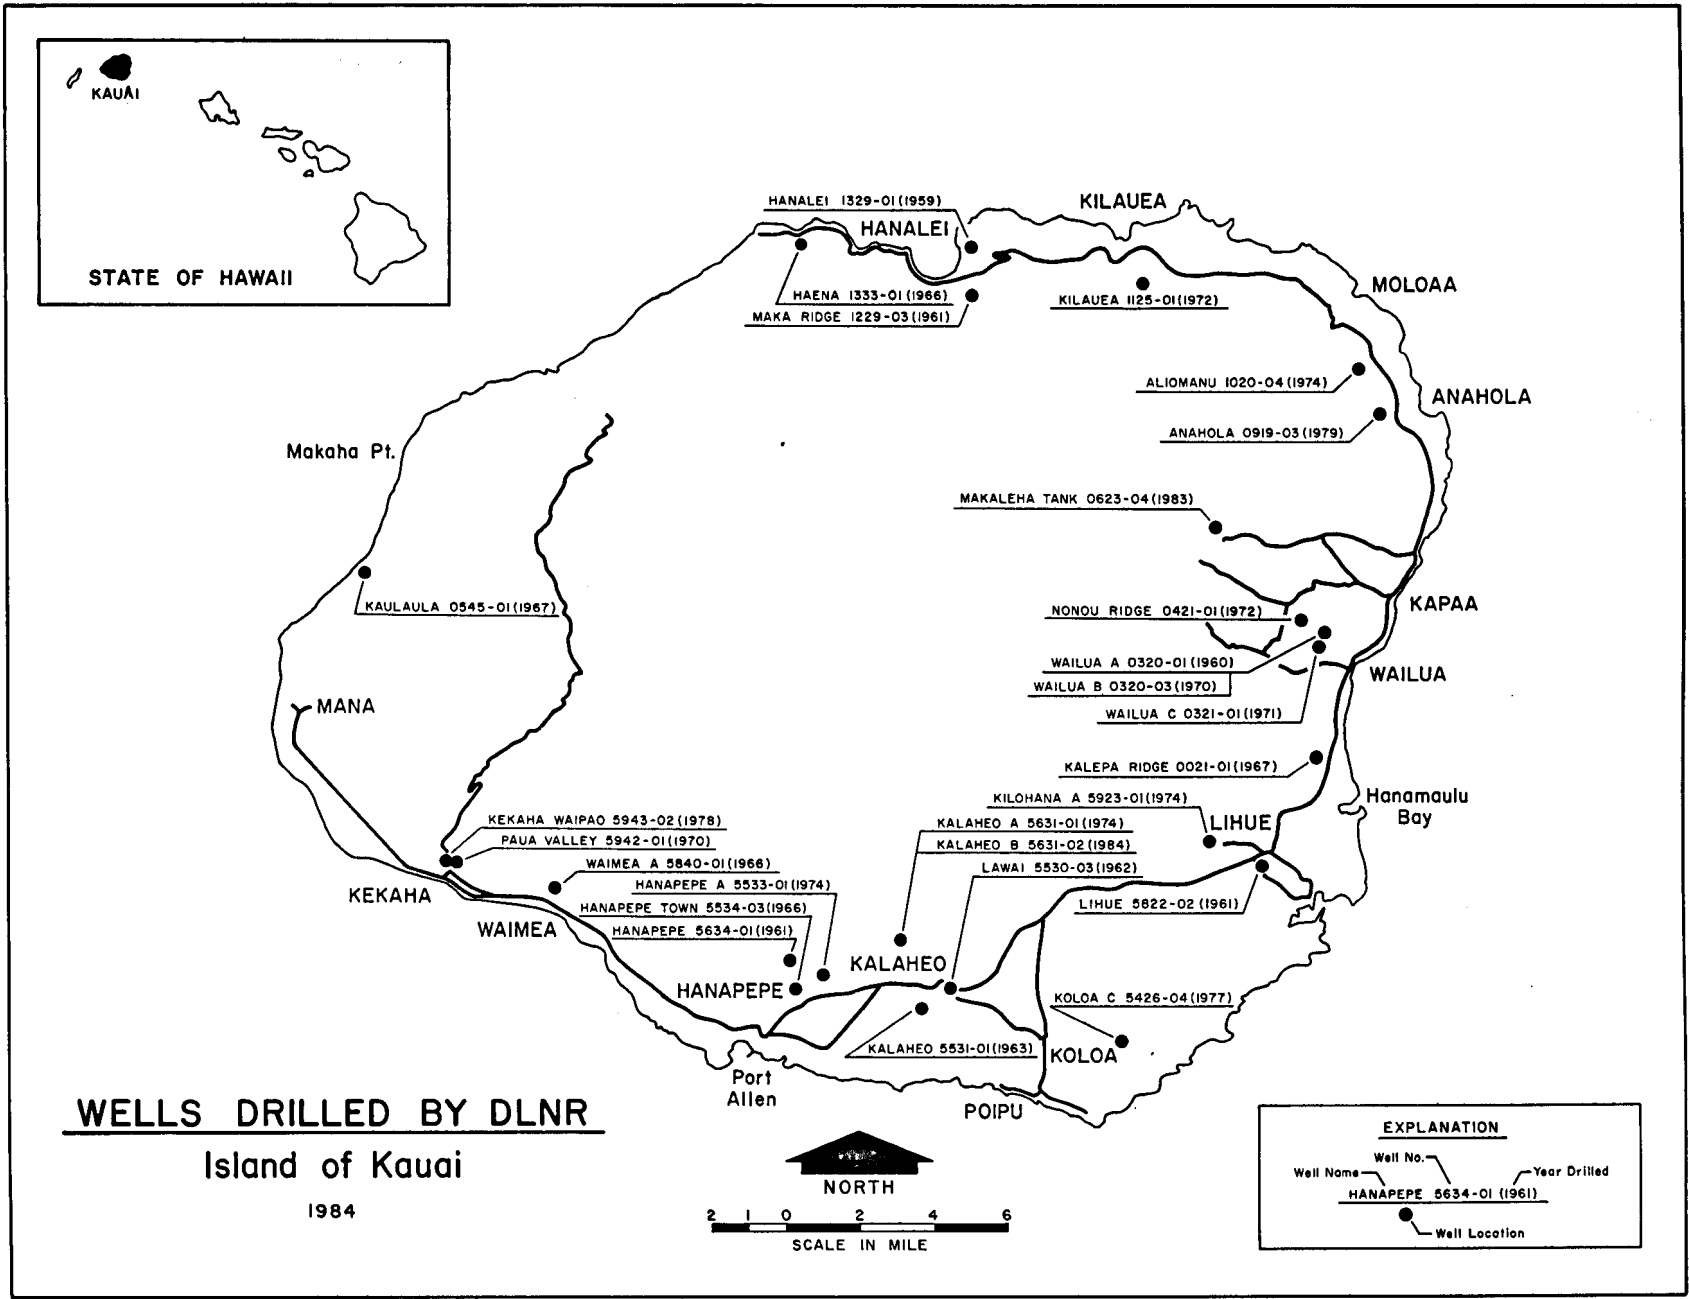 KAUAI
STATE OF HAWAII
HANALEI 1329-01(1959)
HANALEI
KILAUEA
HAENA 1333-01(1966)
MAKA RIDGE 1229-03(1961)
KILAUEA 1125-01(1972)
MOLOAA
ALIOMANU 1020-04(1974)
ANAHOLA
ANAHOLA 0919-03(1979)
Makaha Pt.
MAKALEHA TANK 0623-04(1983)
KAULAULA 0545-01(1967)
NONOU RIDGE 0421-01(1972)
KAPAA
WAILUA A 0320-01(1960)
WAILUA B 0320-03(1970)
WAILUA
WAILUA C 0321-01(1971)
MANA
KALEPA RIDGE 0021-01(1967)
Hanamaulu
Bay
KILOHANA A 5923-01(1974)
LIHUE
KEKAHA WAIPAO 5943-02(1978)
PAUA VALLEY 5942-01(1970)
KALAHEO A 5631-01(1974)
KALAHEO B 5631-02(1984)
WAIMEA A 5840-01(1966)
LAWAI 5530-03(1962)
HANAPEPE A 5533-01(1974)
HANAPEPE TOWN 5534-03(1966)
HANAPEPE 5634-01(1961)
LIHUE 5822-02(1961)
KEKAHA
WAIMEA
KALAHEO
HANAPEPE
KOLOA C 5426-04(1977)
KALAHEO 5531-01(1963)
KOLOA
Port
Allen
POIPU
WELLS DRILLED BY DLNR
Island of Kauai
1984
NORTH
2 1 0 2 4 6
SCALE IN MILE
EXPLANATION
Well No.
Well Name
Year Drilled
HANAPEPE 5634-01 (1961)
Well Location